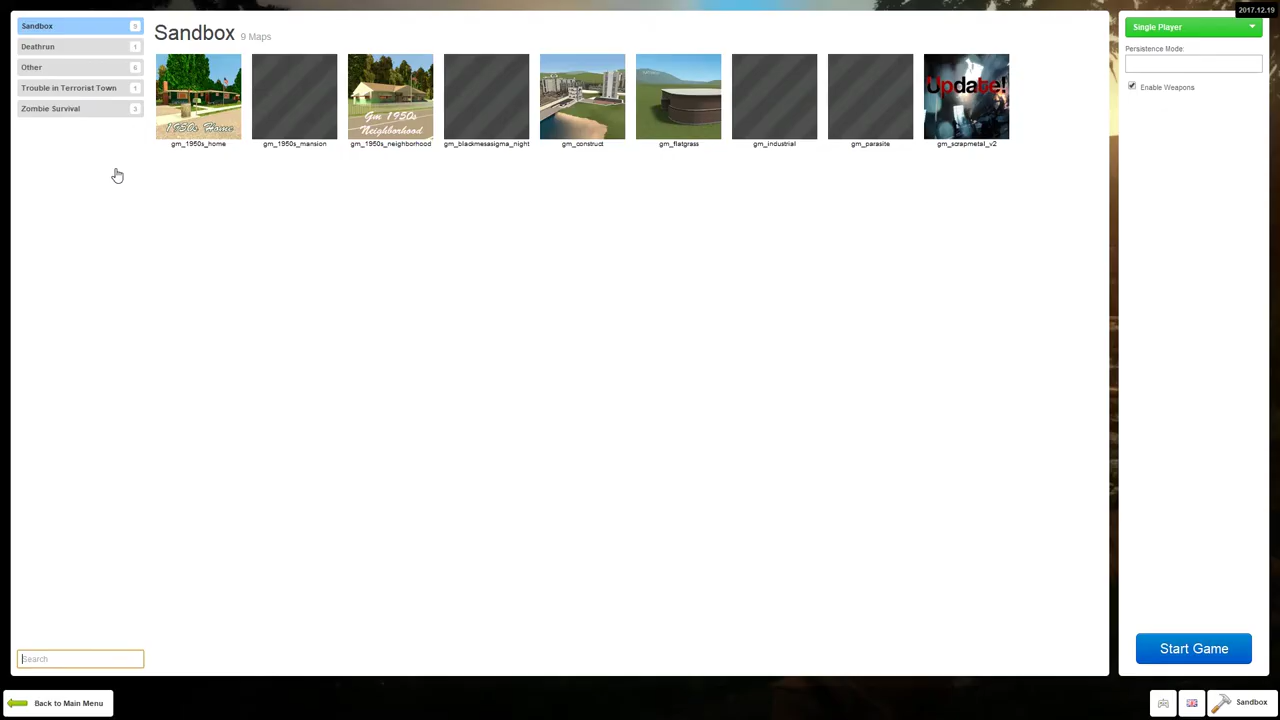 2017.12.19
Sandbox 9
Deathrun 1
Other 6
Trouble in Terrorist Town 1
Zombie Survival 3
Search
Sandbox 9 Maps
1950s Home
Gm 1950s
Neighborhood
Update!
gm_1950s_home
gm_1950s_mansion
gm_1950s_neighborhood
gm_blackmesasigma_night
gm_construct
gm_flatgrass
gm_industrial
gm_parasite
gm_scrapmetal_v2
Single Player
Persistence Mode:
Enable Weapons
Start Game
Back to Main Menu
Sandbox